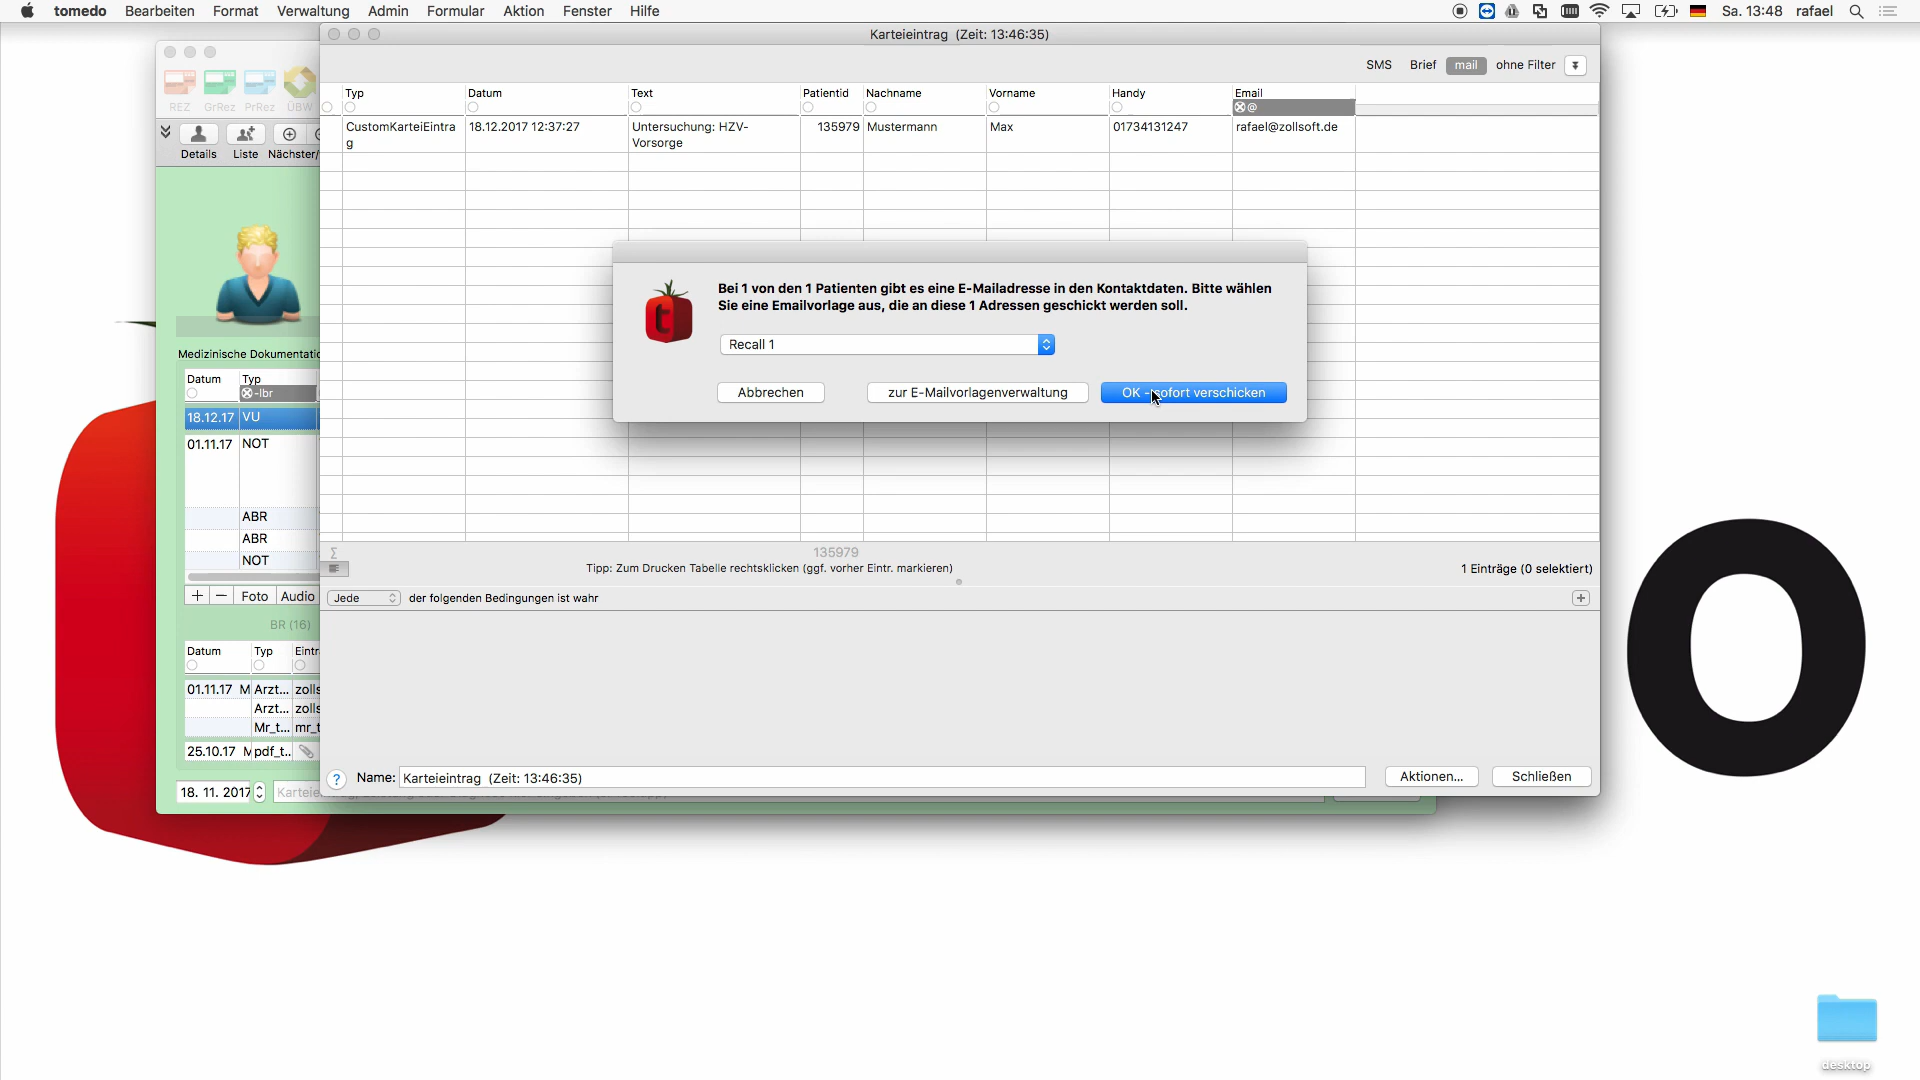 tomedo Bearbeiten Format Verwaltung Admin Formular Aktion Fenster Hilfe
Sa. 13:48 rafael
Karteieintrag (Zeit: 13:46:35)
SMS Brief mail ohne Filter
REZ GrRez PrRez ÜBW
Typ Datum Text Patientid Nachname Vorname Handy Email
@
CustomKarteiEintra
g
18.12.2017 12:37:27
Untersuchung: HZV-
Vorsorge
135979 Mustermann Max 01734131247 rafael@zollsoft.de
Details Liste Nächster/
Bei 1 von den 1 Patienten gibt es eine E-Mailadresse in den Kontaktdaten. Bitte wählen
Sie eine Emailvorlage aus, die an diese 1 Adressen geschickt werden soll.
t
Recall 1
Abbrechen zur E-Mailvorlagenverwaltung OK - sofort verschicken
Medizinische Dokumentatic
Datum Typ
-lbr
18.12.17 VU
01.11.17 NOT
ABR
ABR
NOT
Foto Audio
BR (16)
Datum Typ Eintr
01.11.17 M Arzt... zolls
Arzt... zolls
Mr_t... mr_t
25.10.17 M pdf_t..
18. 11. 2017
Σ 135979
Tipp: Zum Drucken Tabelle rechtsklicken (ggf. vorher Eintr. markieren)
1 Einträge (0 selektiert)
Jede der folgenden Bedingungen ist wahr
? Name: Karteieintrag (Zeit: 13:46:35)
Aktionen... Schließen
O
desktop